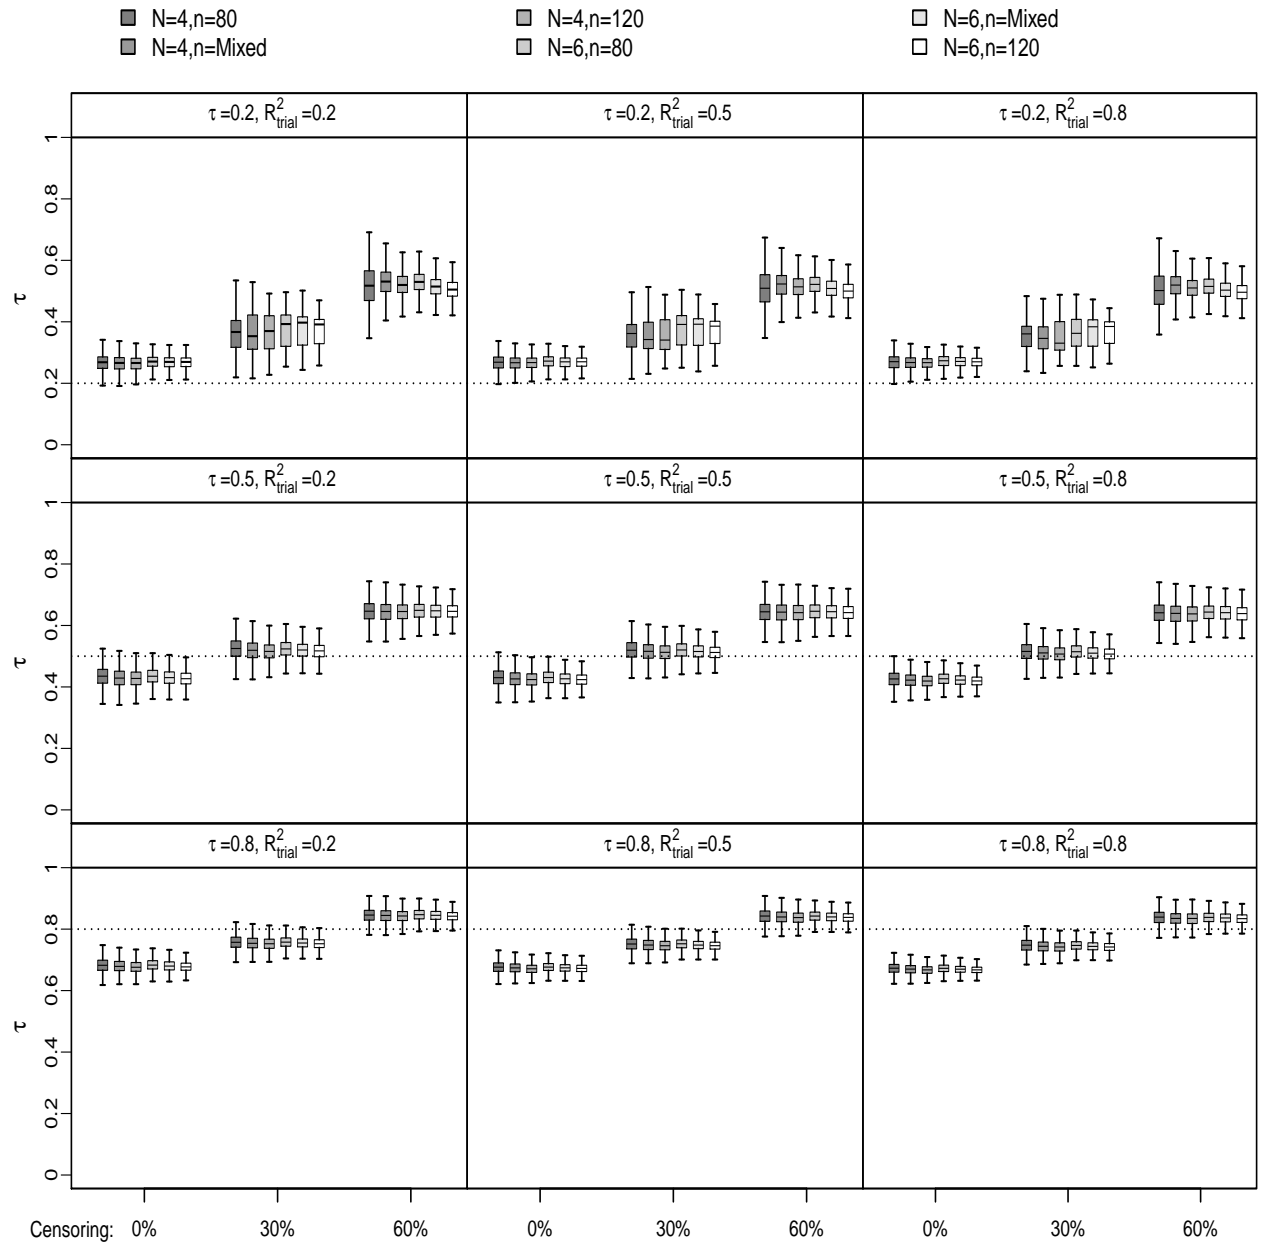 N=4,n=80 N=4,n=120 N=6,n=Mixed
N=4,n=Mixed N=6,n=80 N=6,n=120
τ=0.2, R²trial=0.2 τ=0.2, R²trial=0.5 τ=0.2, R²trial=0.8
1
0.8
0.6
τ
0.4
0.2
0
τ=0.5, R²trial=0.2 τ=0.5, R²trial=0.5 τ=0.5, R²trial=0.8
1
0.8
0.6
τ
0.4
0.2
0
τ=0.8, R²trial=0.2 τ=0.8, R²trial=0.5 τ=0.8, R²trial=0.8
1
0.8
0.6
τ
0.4
0.2
0
Censoring: 0% 30% 60% 0% 30% 60% 0% 30% 60%